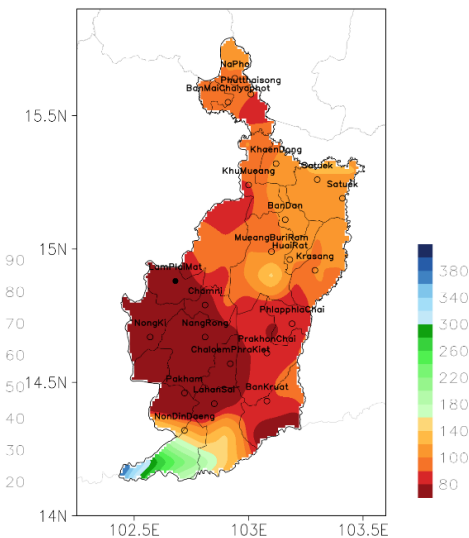 NaPho
Phutthaisong
BanMaiChaiyaphot
15.5N
KhaenDong
Satuek
KhuMueang
Satuek
BanDan
MueangBuriRam
HuaiRat
15N
Krasang
90
LamPlaiMat
380
80
Chamni
340
PhlapphlaChai
300
70
NongKi
NangRong
PrakhonChai
260
60
ChaloemPhraKiet
220
14.5N
Pakham
BanKruat
50
LahanSai
180
40
NonDinDaeng
140
30
100
20
80
14N
102.5E
103E
103.5E